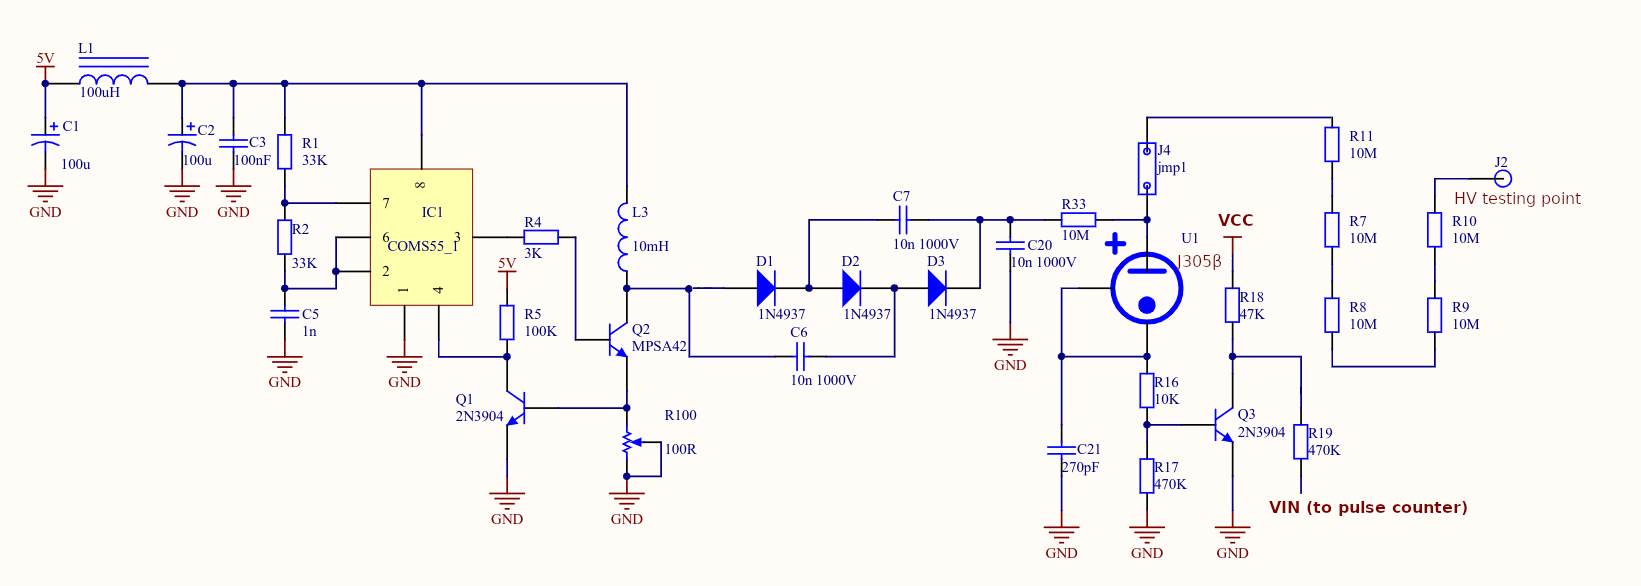 5V
L1
100uH
C1
100u
GND
C2
100u
GND
C3
100nF
GND
R1
33K
R2
33K
C5
1n
GND
8
7
6
2
3
1
4
IC1
COMS55_1
GND
R4
3K
5V
R5
100K
Q1
2N3904
GND
L3
10mH
Q2
MPSA42
R100
100R
GND
D1
1N4937
D2
1N4937
D3
1N4937
C6
10n 1000V
C7
10n 1000V
C20
10n 1000V
GND
R33
10M
J4
jmp1
U1
J305β
C21
270pF
GND
R16
10K
R17
470K
GND
VCC
R18
47K
Q3
2N3904
GND
R19
470K
VIN (to pulse counter)
R11
10M
R7
10M
R8
10M
R10
10M
R9
10M
J2
HV testing point